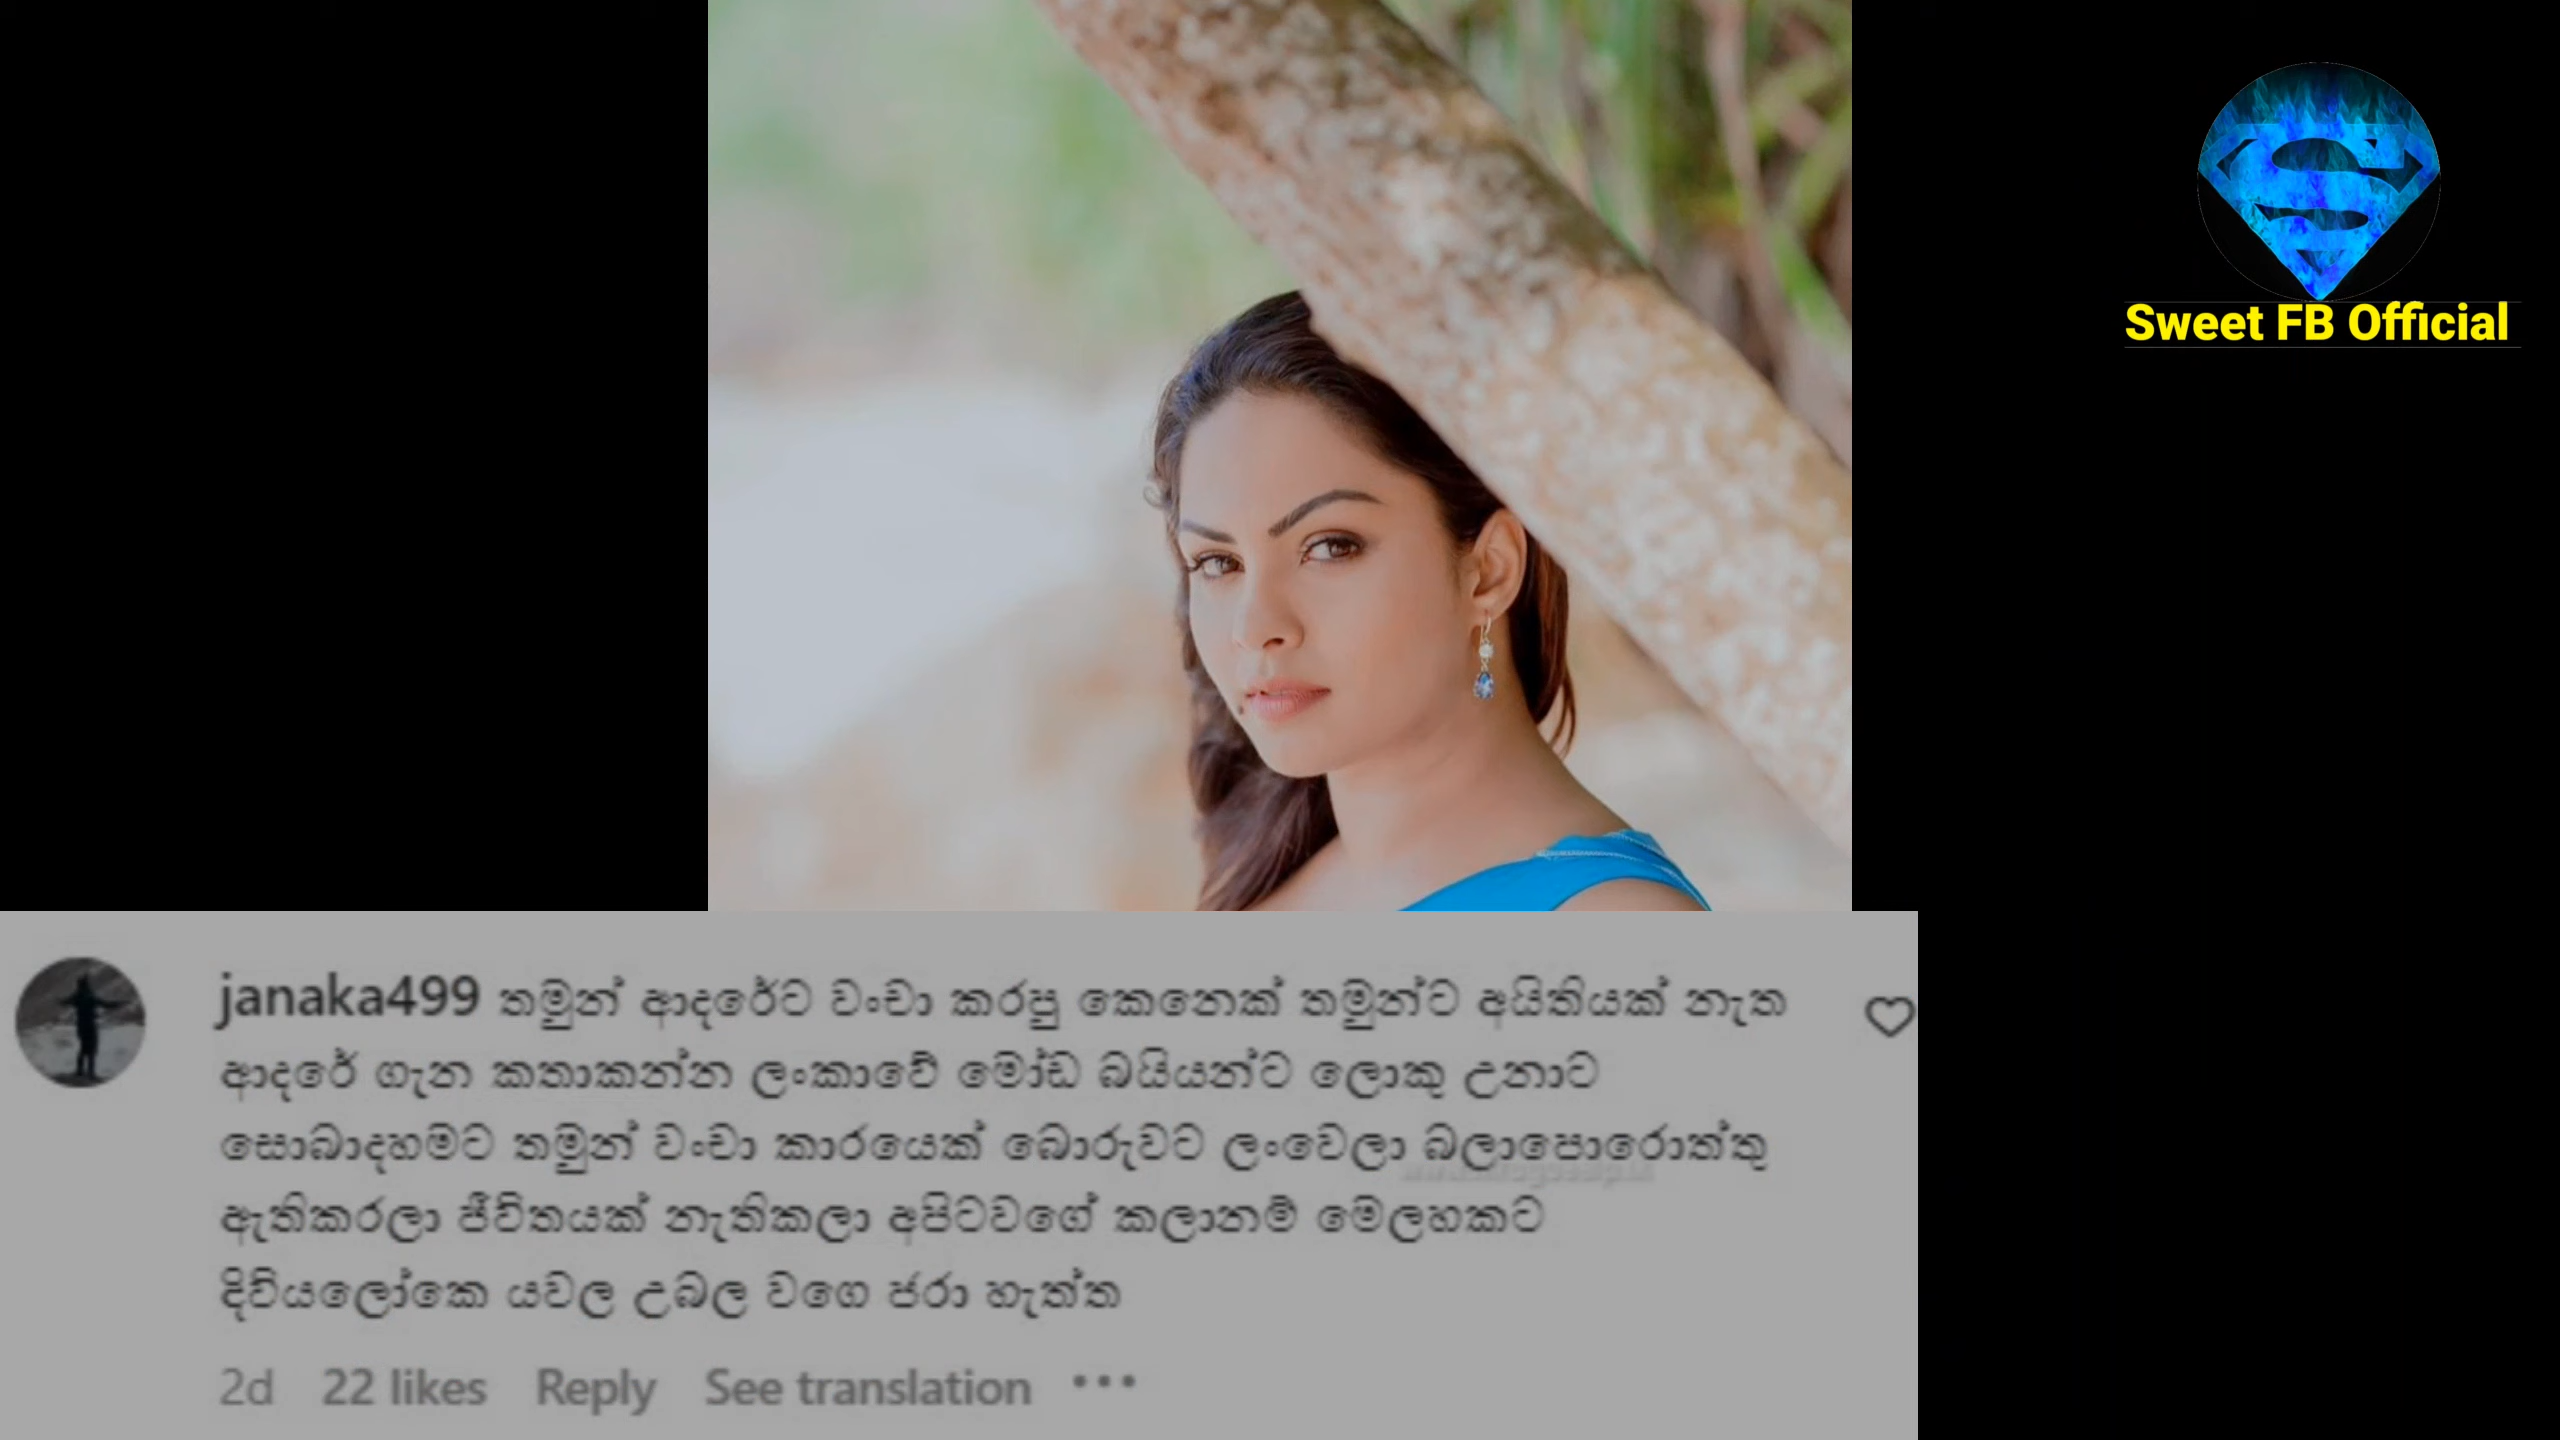 Sweet FB Official
janaka499 තමුන් ආදරේට වංචා කරපු කෙනෙක් තමුන්ට අයිතියක් නැත
ආදරේ ගැන කතාකන්න ලංකාවේ මෝඩ බයියන්ට ලොකු උනාට
සොබාදහමට තමුන් වංචා කාරයෙක් බොරුවට ලංවෙලා බලාපොරොත්තු
ඇතිකරලා ජීවිතයක් නැතිකලා අපිටවගේ කලානම් මෙලහකට
දිව්යලෝකෙ යවල උබල වගෙ ජරා හැත්ත
2d 22 likes Reply See translation •••